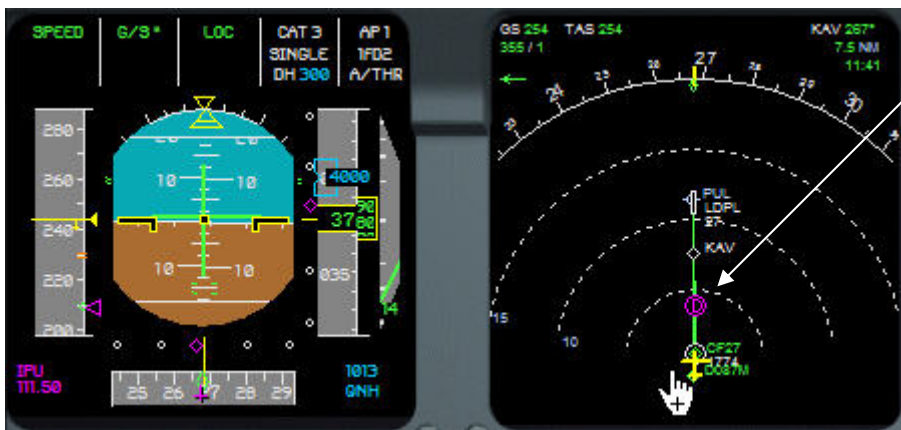 SPEED G/S* LOC CAT 3 AP 1
SINGLE 1FD2
DH 300 A/THR
280
260
240
220
200
10 10
10 10
4000
37 80
035
14
IPU
111.50
25 26 27 28 29
1013
QNH
GS 254 TAS 254 KAV 267°
355 / 1 7.5 NM
11:41
24 27 30
PUL
LDPL
27-
KAV
D
15
10
CF27
1774
D087M